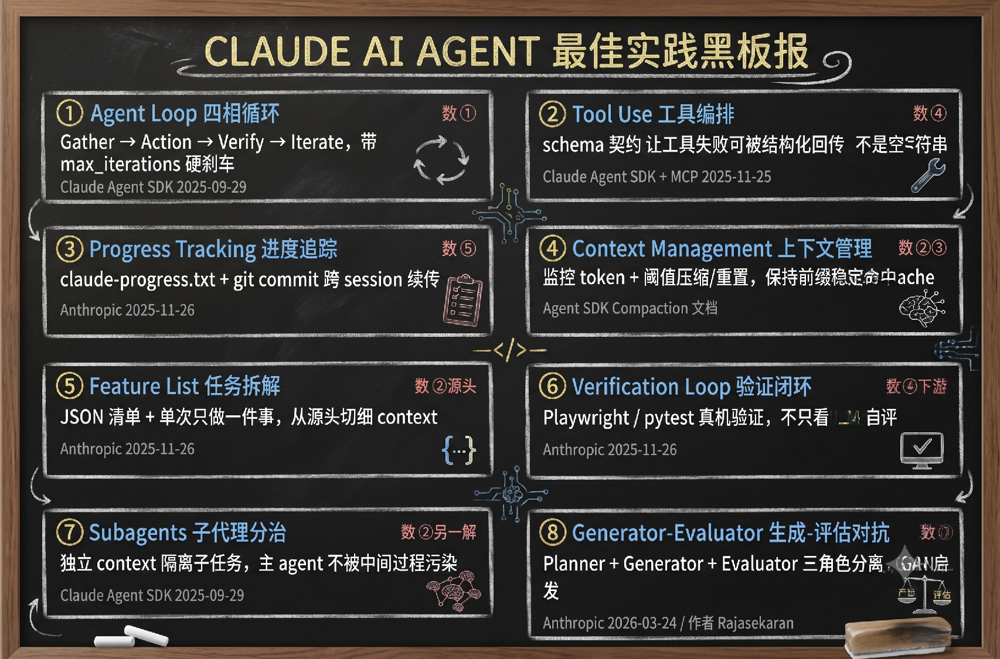 CLAUDE AI AGENT 最佳实践黑板报
① Agent Loop 四相循环 数①
Gather → Action → Verify → Iterate，带
max_iterations 硬刹车
Claude Agent SDK 2025-09-29
② Tool Use 工具编排 数④
schema 契约 让工具失败可被结构化回传 不是空 符串
Claude Agent SDK + MCP 2025-11-25
③ Progress Tracking 进度追踪 数⑤
claude-progress.txt + git commit 跨 session 续传
Anthropic 2025-11-26
④ Context Management 上下文管理 数②③
监控 token + 阈值压缩/重置，保持前缀稳定命中ache
Agent SDK Compaction 文档
</>
⑤ Feature List 任务拆解 数②源头
JSON 清单 + 单次只做一件事，从源头切细 context
Anthropic 2025-11-26
{...}
⑥ Verification Loop 验证闭环 数④下游
Playwright / pytest 真机验证，不只看 自评
Anthropic 2025-11-26
⑦ Subagents 子代理分治 数②另一解
独立 context 隔离子任务，主 agent 不被中间过程污染
Claude Agent SDK 2025-09-29
⑧ Generator-Evaluator 生成-评估对抗 数
Planner + Generator + Evaluator 三角色分离，GAN启
发
评估
Anthropic 2026-03-24 / 作者 Rajasekaran